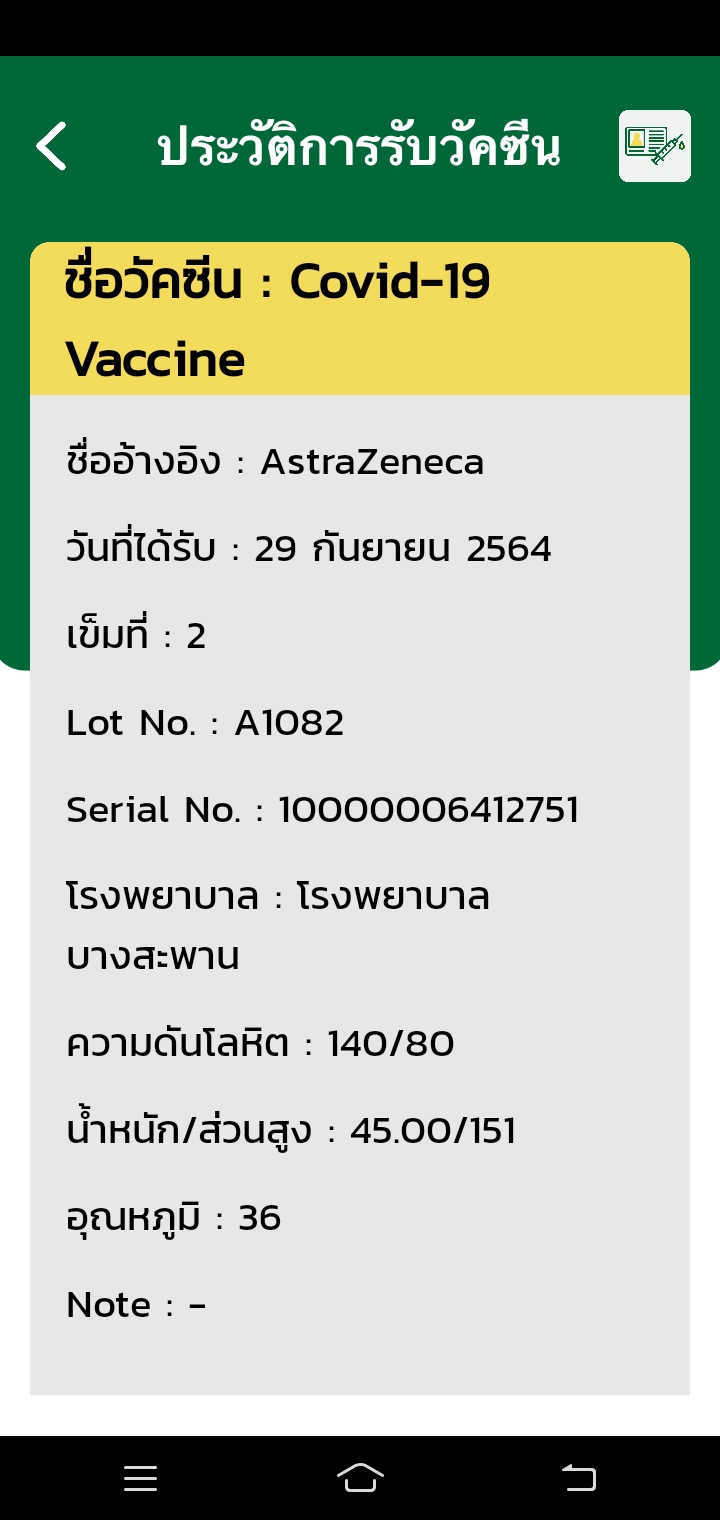 ประวัติการรับวัคซีน
ชื่อวัคซีน : Covid-19
Vaccine
ชื่ออ้างอิง : AstraZeneca
วันที่ได้รับ : 29 กันยายน 2564
เข็มที่ : 2
Lot No. : A1082
Serial No. : 10000006412751
โรงพยาบาล : โรงพยาบาล
บางสะพาน
ความดันโลหิต : 140/80
น้ำหนัก/ส่วนสูง : 45.00/151
อุณหภูมิ : 36
Note : -